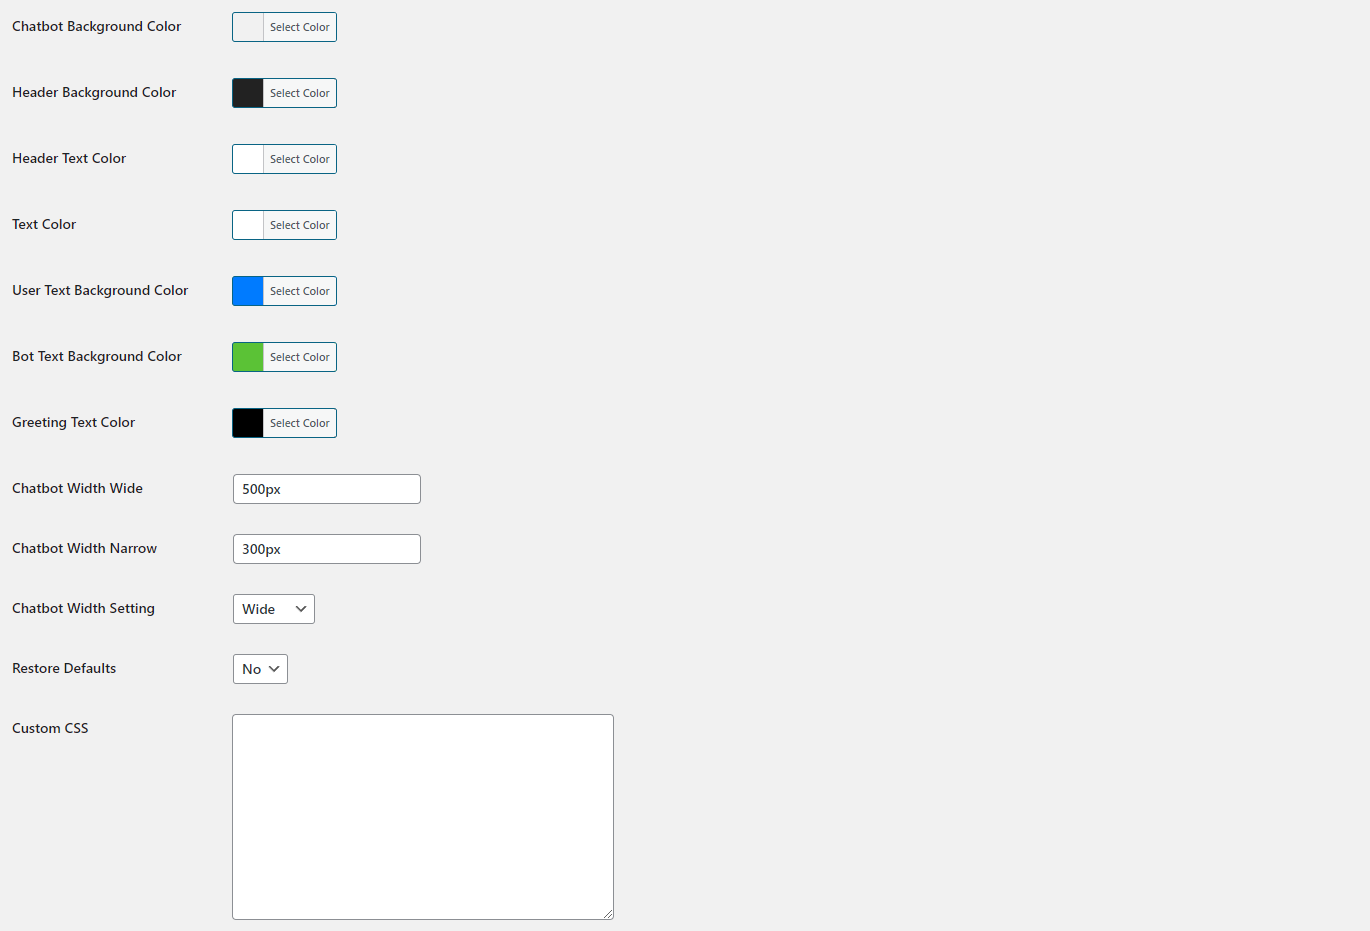 Chatbot Background Color Select Color
Header Background Color Select Color
Header Text Color Select Color
Text Color Select Color
User Text Background Color Select Color
Bot Text Background Color Select Color
Greeting Text Color Select Color
Chatbot Width Wide 500px
Chatbot Width Narrow 300px
Chatbot Width Setting Wide
Restore Defaults No
Custom CSS